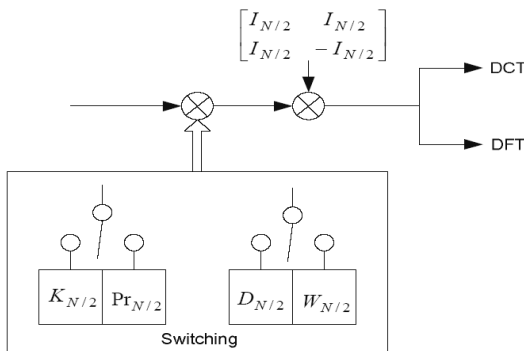 [I_{N/2} I_{N/2}
I_{N/2} -I_{N/2}]
DCT
DFT
K_{N/2} Pr_{N/2} D_{N/2} W_{N/2}
Switching